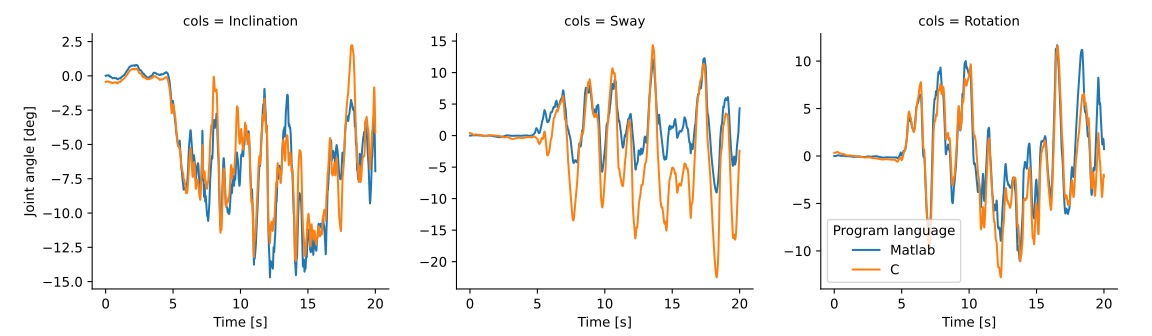 cols = Inclination
2.5
0.0
−2.5
−5.0
−7.5
−10.0
−12.5
−15.0
Joint angle [deg]
0 5 10 15 20
Time [s]
cols = Sway
15
10
5
0
−5
−10
−15
−20
0 5 10 15 20
Time [s]
cols = Rotation
10
5
0
−5
−10
Program language
Matlab
C
0 5 10 15 20
Time [s]